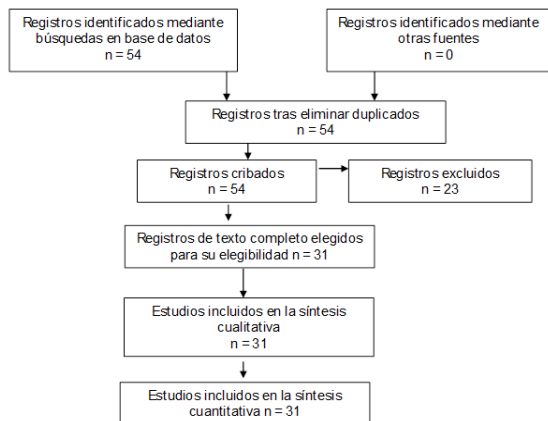 Registros identificados mediante
búsquedas en base de datos
n = 54
Registros identificados mediante
otras fuentes
n = 0
Registros tras eliminar duplicados
n = 54
Registros cribados
n = 54
Registros excluidos
n = 23
Registros de texto completo elegidos
para su elegibilidad n = 31
Estudios incluidos en la síntesis
cualitativa
n = 31
Estudios incluidos en la síntesis
cuantitativa n = 31